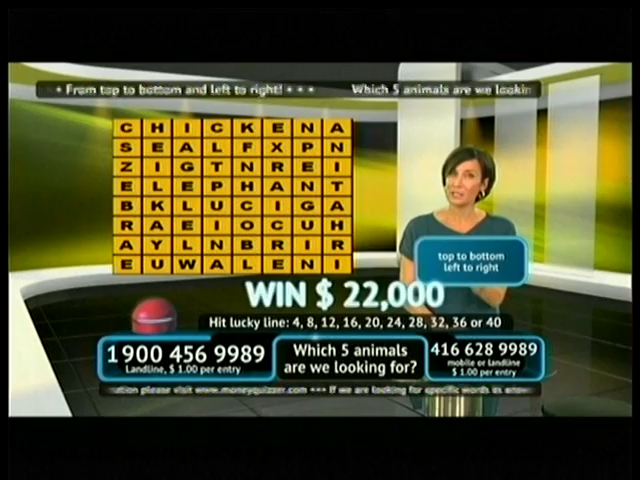 • From top to bottom and left to right! • • • Which 5 animals are we lookin
C H I C K E N A
S E A L F X P N
Z I G T N R E I
E L E P H A N T
B K L U C I G A
R A E I O C U H
A Y L N B R I R
E U W A L E N I
top to bottom
left to right
WIN $ 22,000
Hit lucky line: 4, 8, 12, 16, 20, 24, 28, 32, 36 or 40
1 900 456 9989
Landline, $ 1.00 per entry
Which 5 animals
are we looking for?
416 628 9989
mobile or landline
$ 1.00 per entry
ation please visit www.moneyquizzer.com ••• If we are looking for specific words as answ